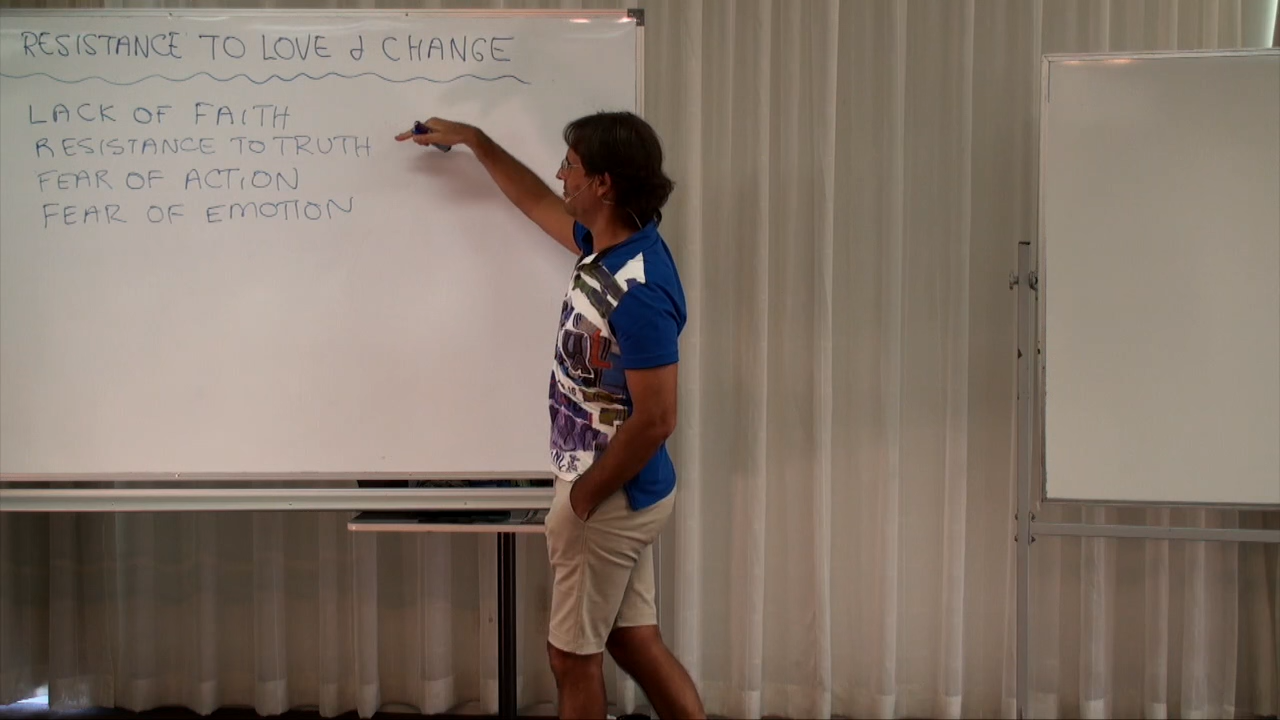 RESISTANCE TO LOVE & CHANGE
LACK OF FAITH
RESISTANCE TO TRUTH
FEAR OF ACTION
FEAR OF EMOTION